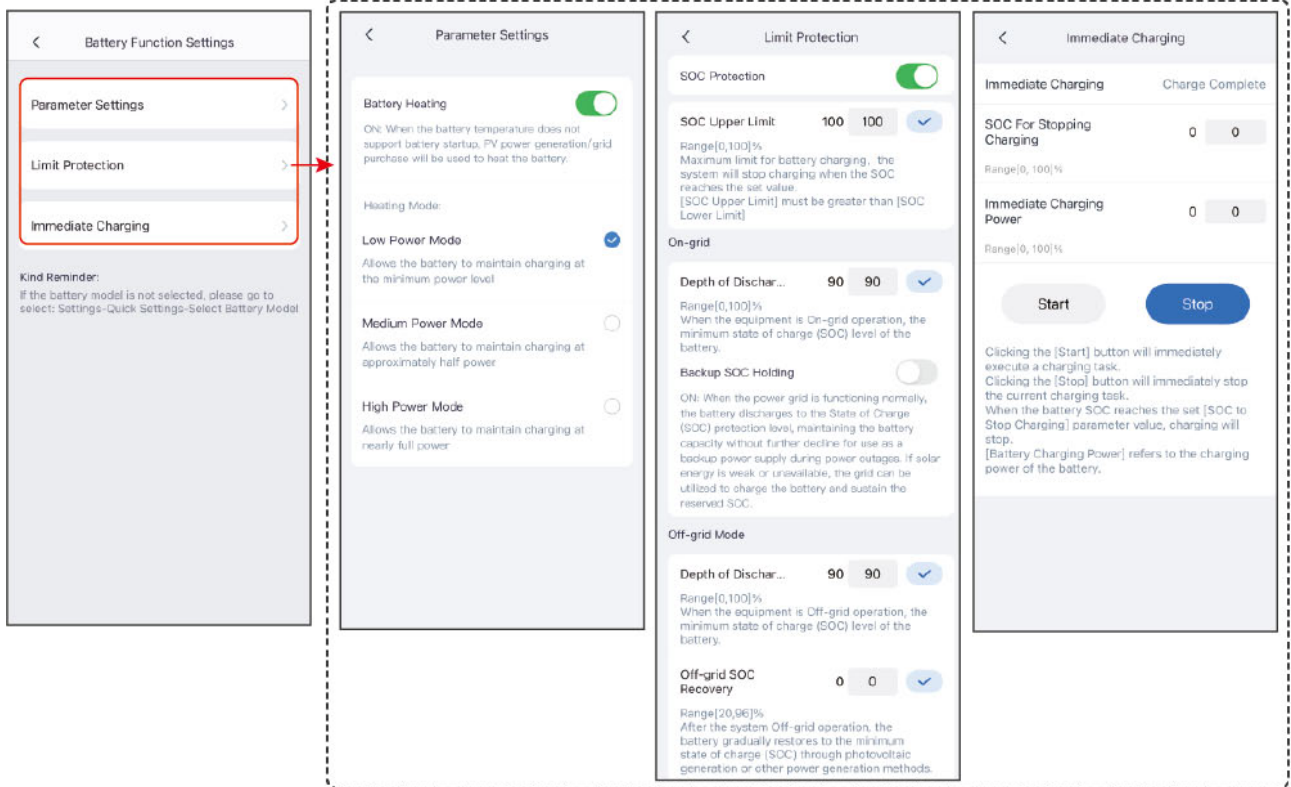 Battery Function Settings
Parameter Settings
Limit Protection
Immediate Charging
Kind Reminder:
If the battery model is not selected, please go to
select: Settings-Quick Settings-Select Battery Model
Parameter Settings
Battery Heating
ON: When the battery temperature does not
support battery startup, PV power generation/grid
purchase will be used to heat the battery.
Heating Mode:
Low Power Mode
Allows the battery to maintain charging at
the minimum power level
Medium Power Mode
Allows the battery to maintain charging at
approximately half power
High Power Mode
Allows the battery to maintain charging at
nearly full power
Limit Protection
SOC Protection
SOC Upper Limit 100 100
Range[0,100]%
Maximum limit for battery charging, the
system will stop charging when the SOC
reaches the set value.
[SOC Upper Limit] must be greater than [SOC
Lower Limit]
On-grid
Depth of Dischar... 90 90
Range[0,100]%
When the equipment is On-grid operation, the
minimum state of charge (SOC) level of the
battery.
Backup SOC Holding
ON: When the power grid is functioning normally,
the battery discharges to the State of Charge
(SOC) protection level, maintaining the battery
capacity without further decline for use as a
backup power supply during power outages. If solar
energy is weak or unavailable, the grid can be
utilized to charge the battery and sustain the
reserved SOC.
Off-grid Mode
Depth of Dischar... 90 90
Range[0,100]%
When the equipment is Off-grid operation, the
minimum state of charge (SOC) level of the
battery.
Off-grid SOC
Recovery 0 0
Range[20,96]%
After the system Off-grid operation, the
battery gradually restores to the minimum
state of charge (SOC) through photovoltaic
generation or other power generation methods.
Immediate Charging
Immediate Charging Charge Complete
SOC For Stopping
Charging 0 0
Range[0, 100]%
Immediate Charging
Power 0 0
Range[0, 100]%
Start Stop
Clicking the [Start] button will immediately
execute a charging task.
Clicking the [Stop] button will immediately stop
the current charging task.
When the battery SOC reaches the set [SOC to
Stop Charging] parameter value, charging will
stop.
[Battery Charging Power] refers to the charging
power of the battery.